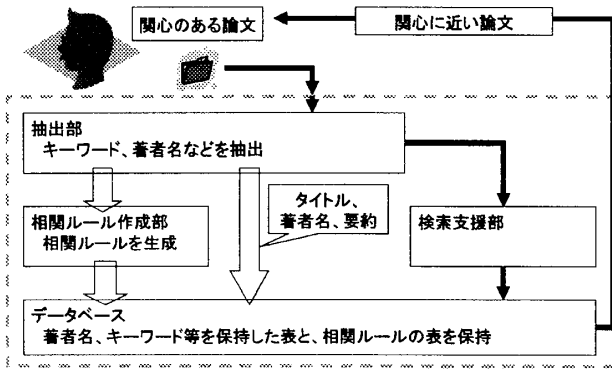 関心のある論文
関心に近い論文
抽出部
キーワード、著者名などを抽出
タイトル、
著者名、要約
相関ルール作成部
相関ルールを生成
検索支援部
データベース
著者名、キーワード等を保持した表と、相関ルールの表を保持